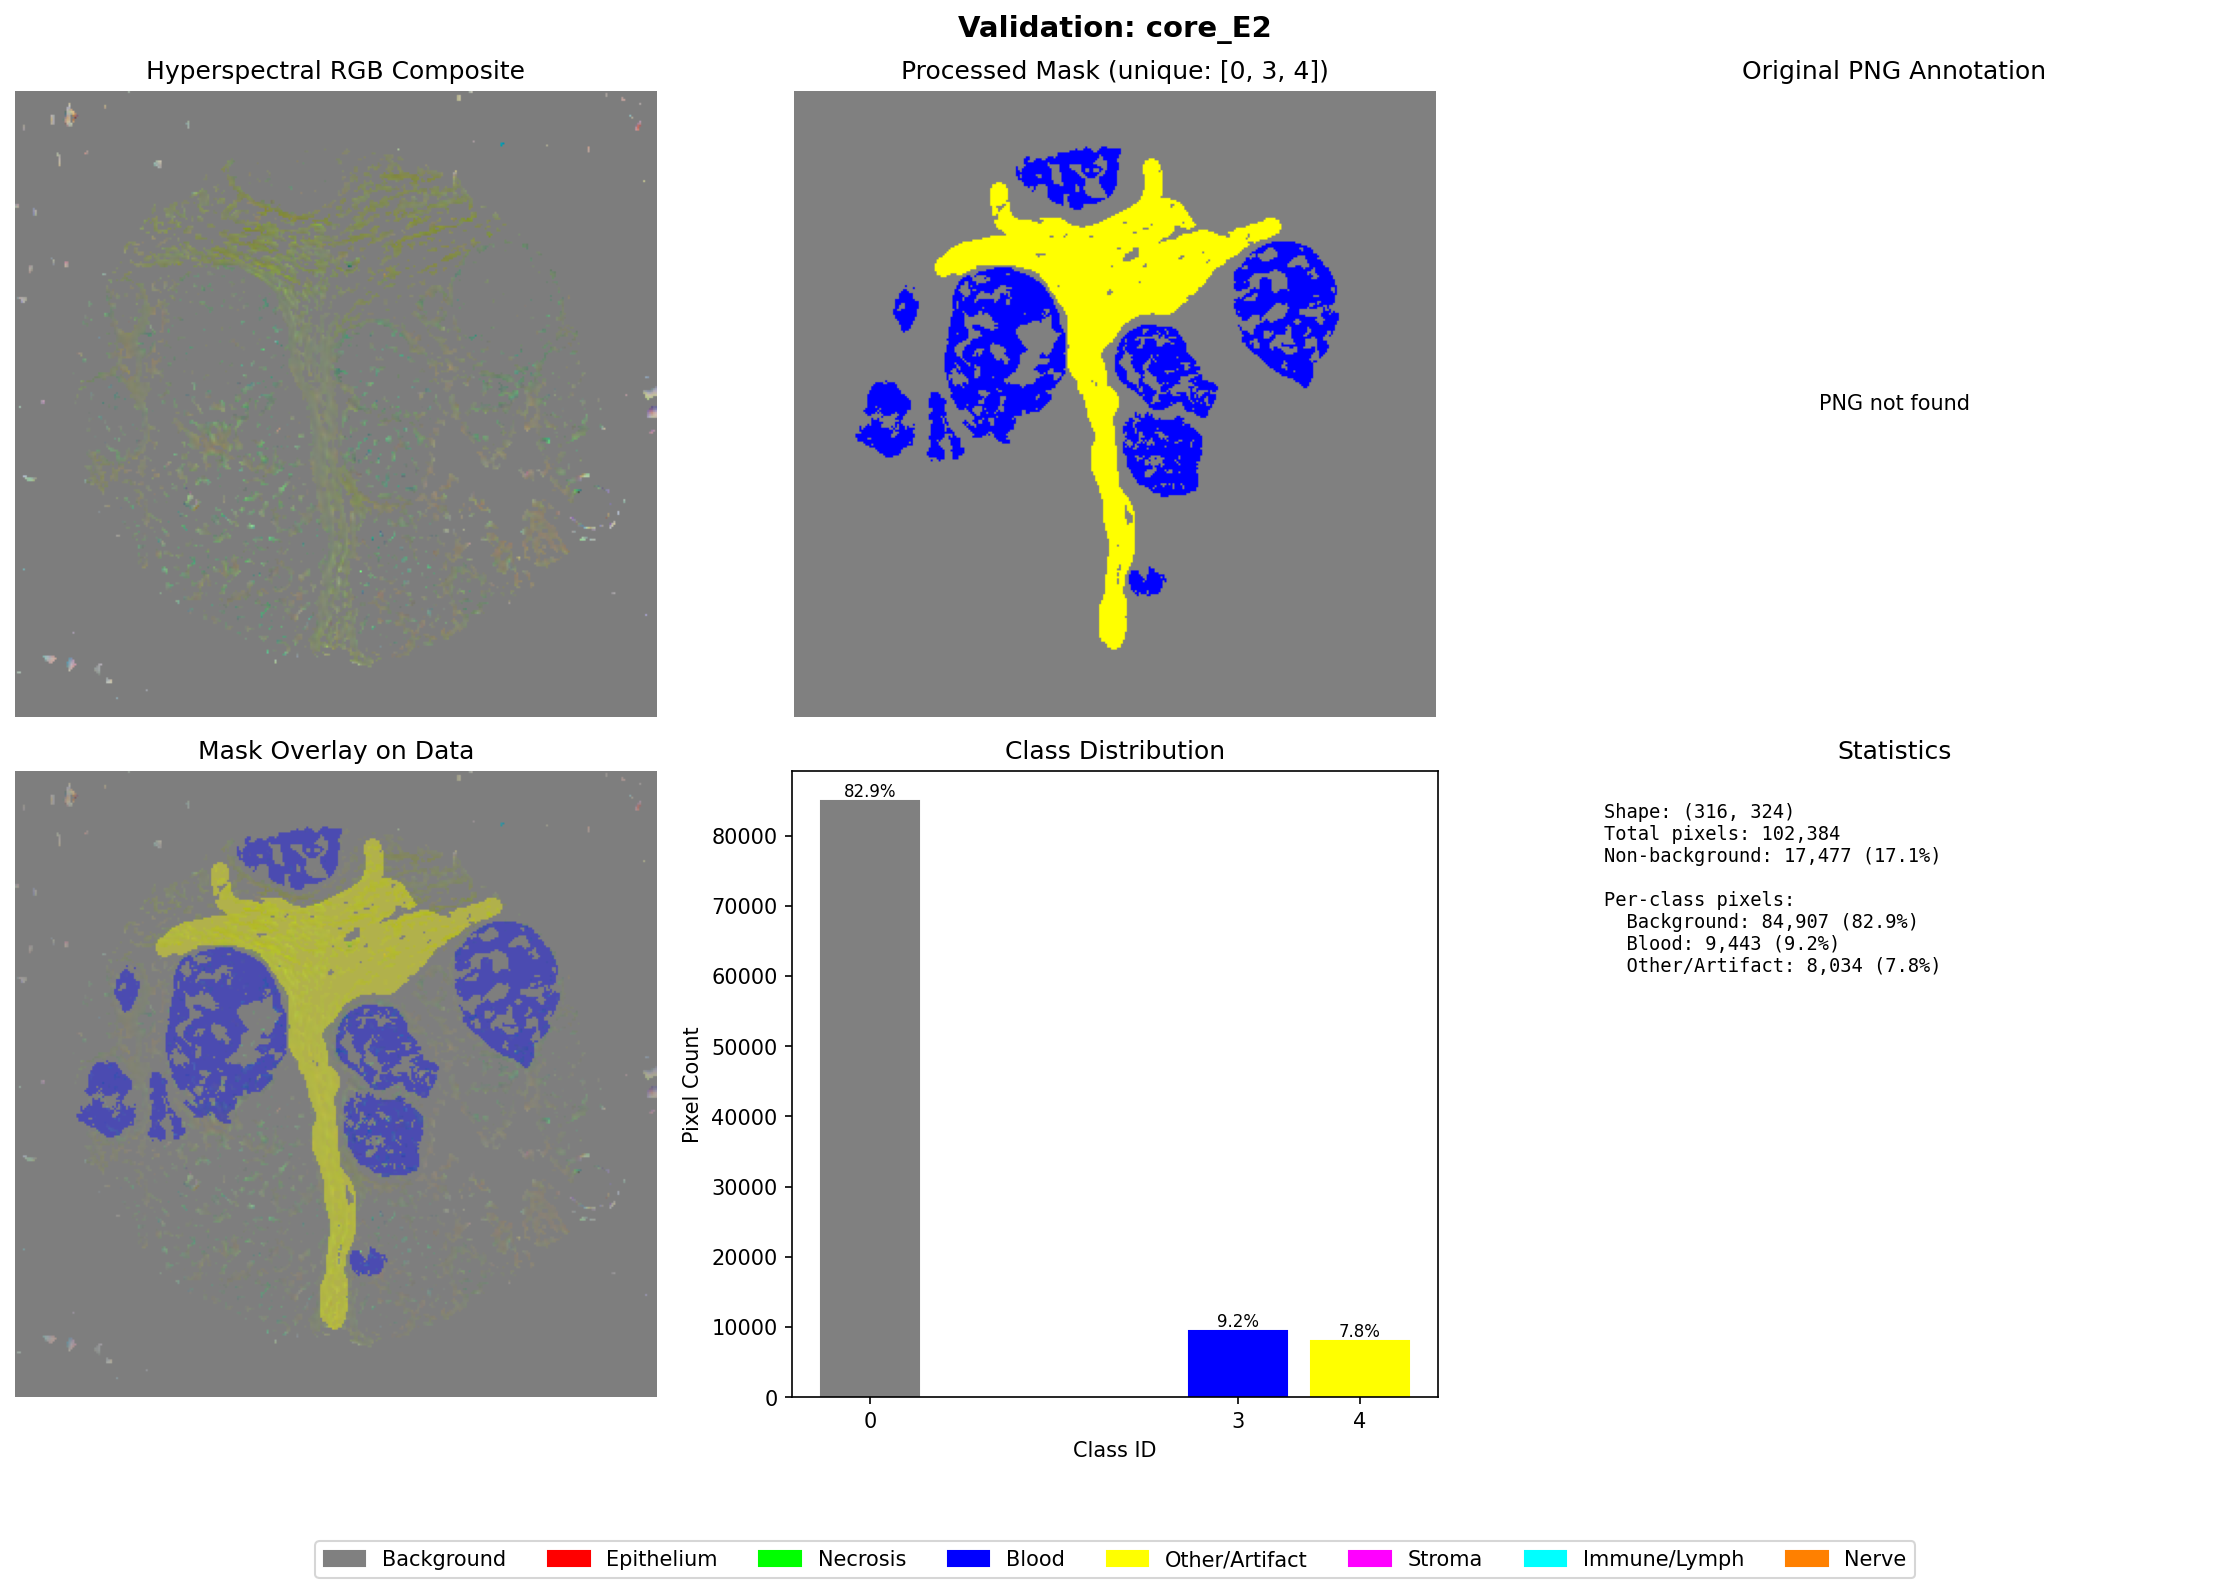 Validation: core_E2
Hyperspectral RGB Composite
Processed Mask (unique: [0, 3, 4])
Original PNG Annotation
PNG not found
Mask Overlay on Data
Class Distribution
82.9%
9.2%
7.8%
80000
70000
60000
50000
40000
30000
20000
10000
0
Pixel Count
0 3 4
Class ID
Statistics
Shape: (316, 324)
Total pixels: 102,384
Non-background: 17,477 (17.1%)
Per-class pixels:
Background: 84,907 (82.9%)
Blood: 9,443 (9.2%)
Other/Artifact: 8,034 (7.8%)
Background Epithelium Necrosis Blood Other/Artifact Stroma Immune/Lymph Nerve